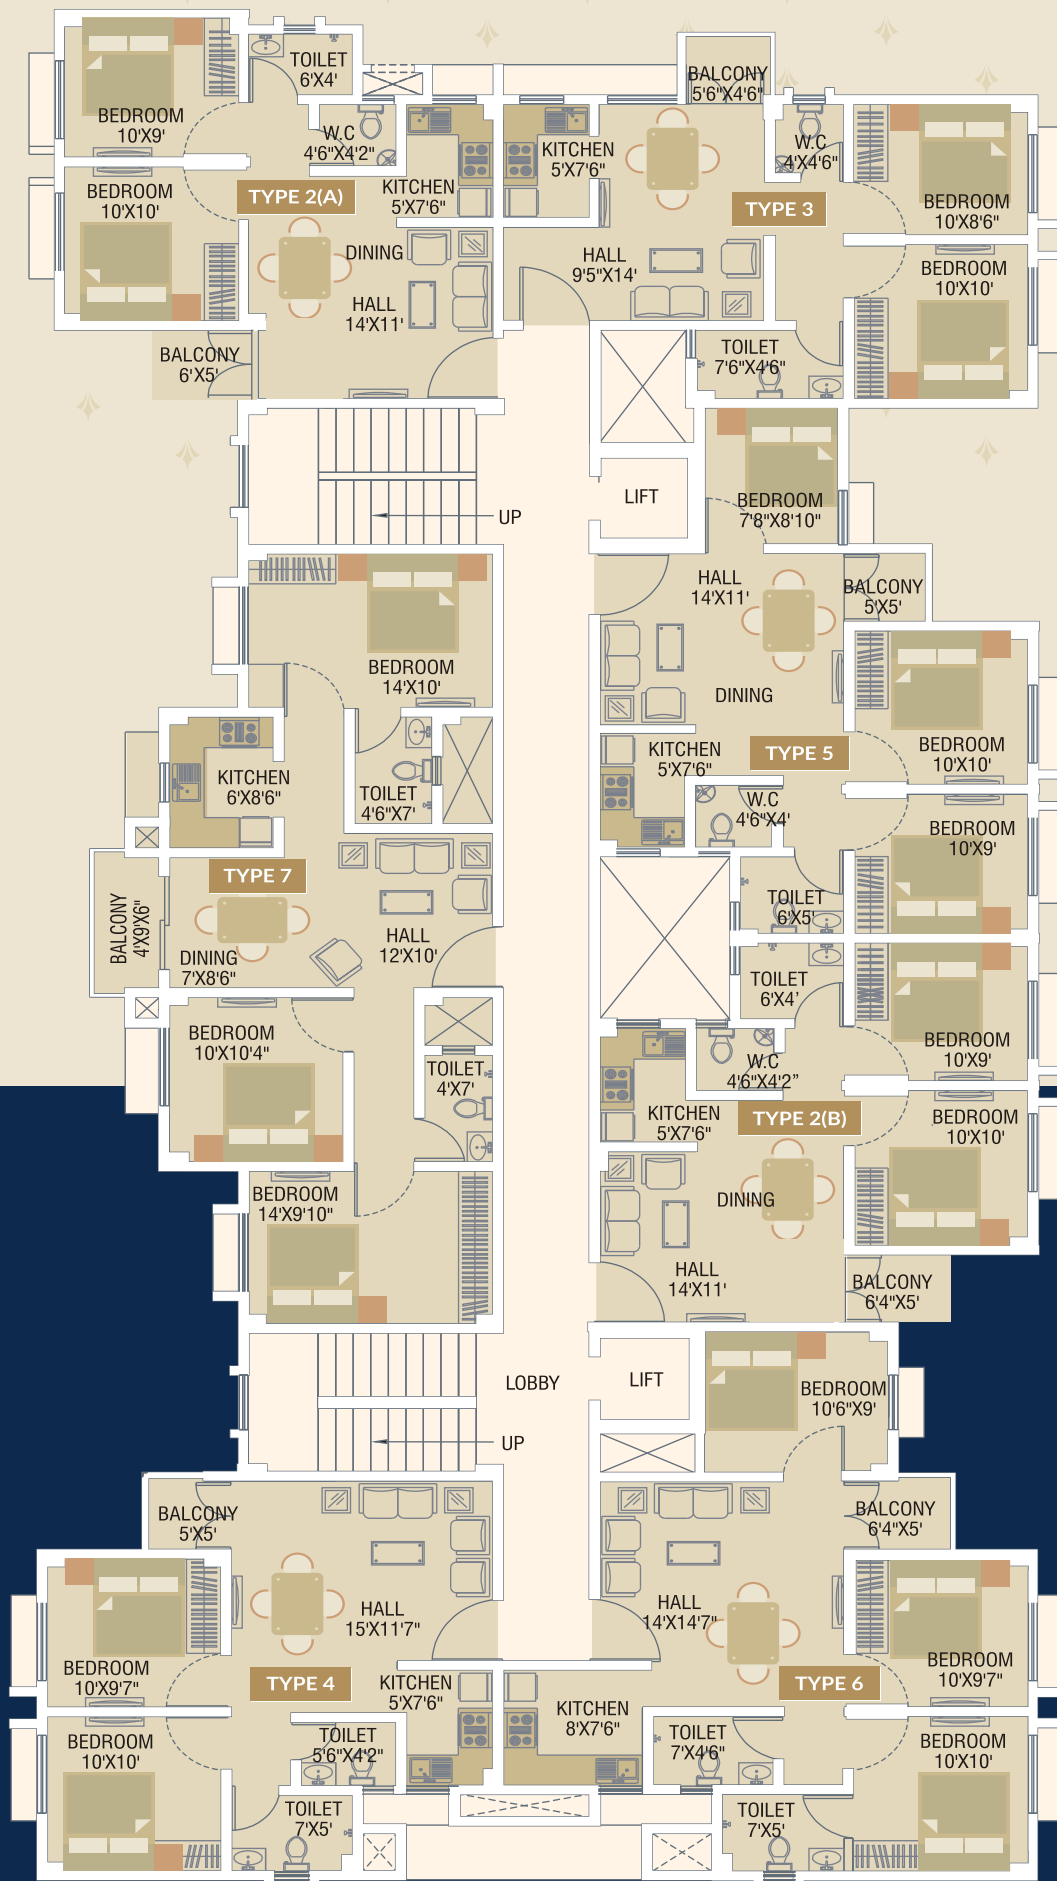 TOILET
6'X4'
BEDROOM
10'X9'
W.C
4'6"X4'2"
BEDROOM
10'X10'
TYPE 2(A)
KITCHEN
5'X7'6"
DINING
HALL
14'X11'
BALCONY
6'X5'
BALCONY
5'6"X4'6"
KITCHEN
5'X7'6"
W.C
4'X4'6"
TYPE 3
BEDROOM
10'X8'6"
HALL
9'5"X14'
BEDROOM
10'X10'
TOILET
7'6"X4'6"
LIFT
UP
BEDROOM
7'8"X8'10"
HALL
14'X11'
BALCONY
5'X5'
DINING
BEDROOM
14'X10'
KITCHEN
5'X7'6"
TYPE 5
BEDROOM
10'X10'
W.C
4'6"X4'
BEDROOM
10'X9'
TOILET
6'X5'
KITCHEN
6'X8'6"
TOILET
4'6"X7'
TYPE 7
BALCONY
4'X9'6"
DINING
7'X8'6"
HALL
12'X10'
BEDROOM
10'X10'4"
TOILET
4'X7'
BEDROOM
14'X9'10"
TOILET
6'X4'
BEDROOM
10'X9'
W.C
4'6"X4'2"
KITCHEN
5'X7'6"
TYPE 2(B)
BEDROOM
10'X10'
DINING
HALL
14'X11'
BALCONY
6'4"X5'
LOBBY
LIFT
BEDROOM
10'6"X9'
UP
BALCONY
5'X5'
BALCONY
6'4"X5'
HALL
15'X11'7"
HALL
14'X14'7"
BEDROOM
10'X9'7"
TYPE 4
KITCHEN
5'X7'6"
TYPE 6
BEDROOM
10'X9'7"
BEDROOM
10'X10'
TOILET
5'6"X4'2"
KITCHEN
8'X7'6"
TOILET
7'X4'6"
BEDROOM
10'X10'
TOILET
7'X5'
TOILET
7'X5'